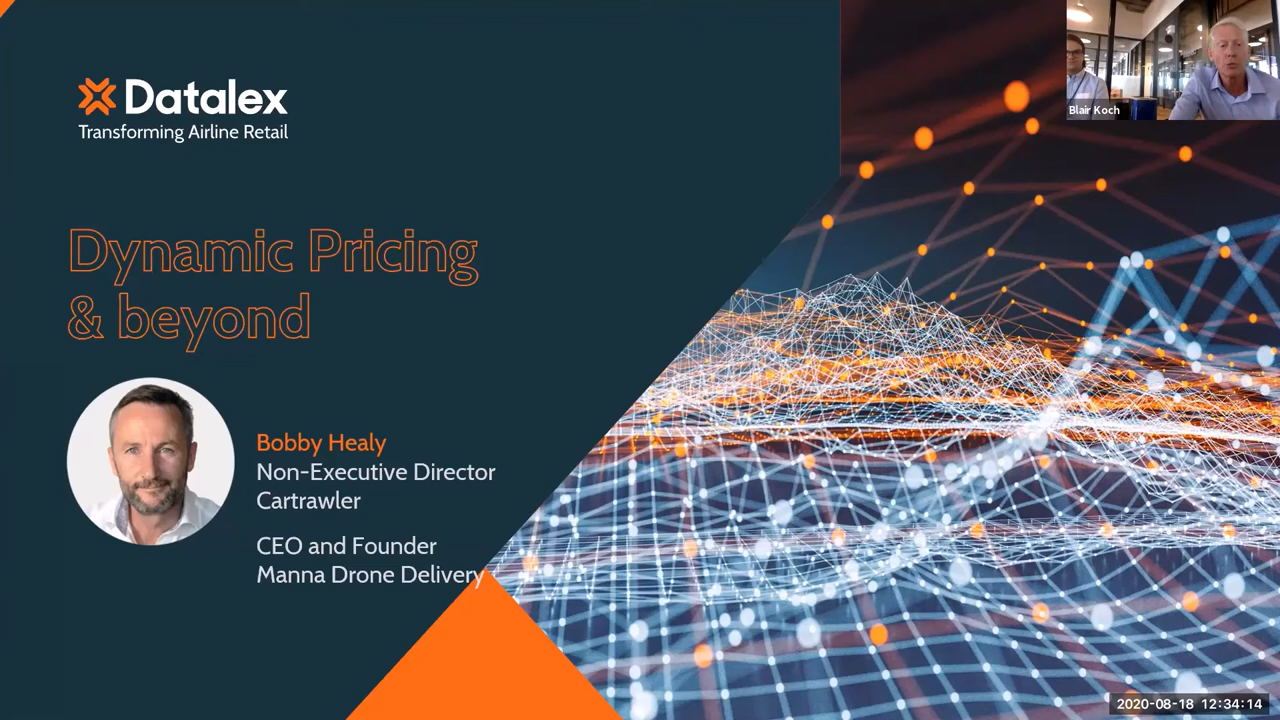 Datalex
Transforming Airline Retail
Dynamic Pricing
& beyond
Bobby Healy
Non-Executive Director
Cartrawler
CEO and Founder
Manna Drone Delivery
Blair Koch
2020-08-18 12:34:14